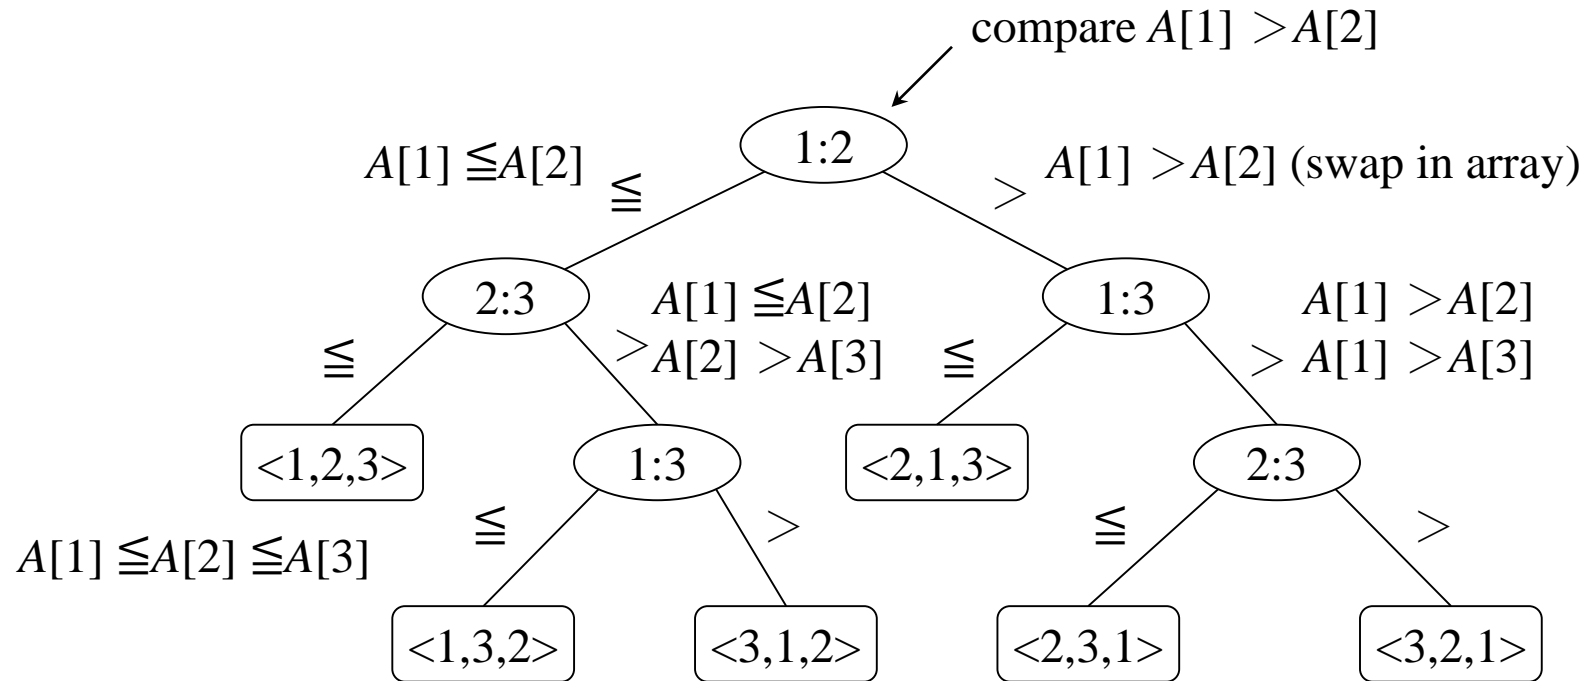 compare A[1] >A[2]
1:2
A[1] ≦A[2]
≦
>
A[1] >A[2] (swap in array)
2:3
A[1] ≦A[2]
1:3
A[1] >A[2]
≦
>
A[2] >A[3]
≦
>
A[1] >A[3]
<1,2,3>
1:3
<2,1,3>
2:3
≦
>
≦
>
A[1] ≦A[2] ≦A[3]
<1,3,2>
<3,1,2>
<2,3,1>
<3,2,1>